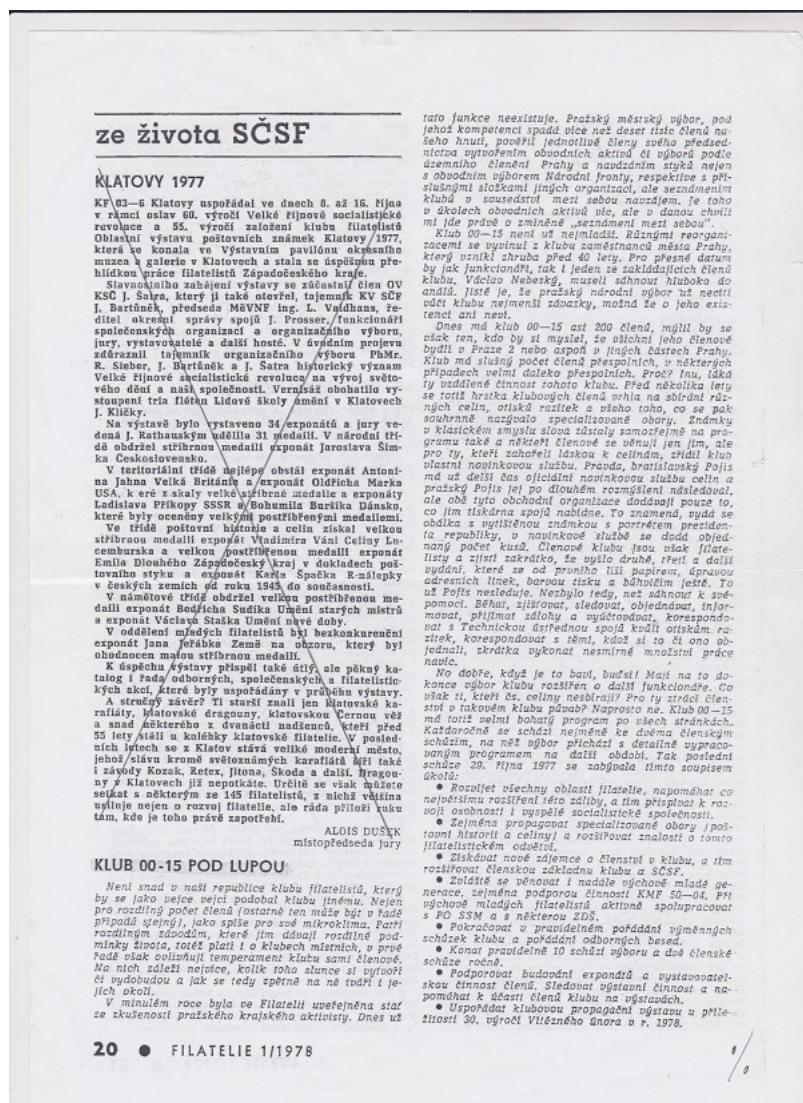 ze života SČSF
KLATOVY 1977
KF 03—6 Klatovy uspořádal ve dnech 8. až 16. října
v rámci oslav 60. výročí Velké říjnové socialistické
revoluce a 55. výročí založení klubu filatelistů
Oblastní výstavu poštovních známek Klatovy 1977,
která se konala ve Výstavním pavilónu okresního
muzea a galerie v Klatovech a stala se úspěšnou pře-
hlídkou práce filatelistů Západočeského kraje.
Slavnostního zahájení výstavy se zúčastnil člen OV
KSČ J. Šatra, který ji také otevřel, tajemník KV SČF
J. Bartůněk, předseda MěVNF ing. L. Valdhans, ře-
ditel okresní správy spojů J. Prosser, funkcionáři
společenských organizací a organizačního výboru,
jury, vystavovatelé a další hosté. V úvodním projevu
zdůraznil tajemník organizačního výboru PhMr.
R. Sieber, J. Bartůněk a J. Šatra historický význam
Velké říjnové socialistické revoluce na vývoj světo-
vého dění a naší společnosti. Vernisáž obohatilo vy-
stoupení tria fléten Lidové školy umění v Klatovech
J. Kličky.
Na výstavě bylo vystaveno 34 exponátů a jury ve-
dená J. Rathauským udělila 31 medailí. V národní tří-
dě obdržel stříbrnou medaili exponát Jaroslava Šim-
ka Československo.
V teritoriální třídě nejlépe obstál exponát Antoní-
na Jahna Velká Británie a exponát Oldřicha Marka
USA, k eré z skaly velké stříbrné medaile a exponáty
Ladislava Příkopy SSSR a Bohumila Baršíka Dánsko,
které byly oceněny velkými postříbřenými medailemi.
Ve třídě poštovní historie a celin získal velkou
stříbrnou medaili exponát Vladimíra Váni Celiny Lu-
cemburska a velkou postříbřenou medaili exponát
Emila Dlouhého Západočeský kraj v dokladech poš-
tovního styku a exponát Karla Špačka R-nálepky
v českých zemích od roku 1945 do současnosti.
V námětové třídě obdržel velkou postříbřenou me-
daili exponát Bedřicha Sudíka Umění starých mistrů
a exponát Václava Staška Umění nové doby.
V oddělení mladých filatelistů byl bezkonkurenční
exponát Jana Jeřábka Země na obzoru, který byl
ohodnocen malou stříbrnou medailí.
K úspěchu výstavy přispěl také útlý, ale pěkný ka-
talog i řada odborných, společenských a filatelistic-
kých akcí, které byly uspořádány v průběhu výstavy.
A stručný závěr? Ti starší znali jen klatovské ka-
rafiáty, klatovské dragouny, klatovskou Černou věž
a snad některého z dvanácti nadšenců, kteří před
55 lety stáli u kolébky klatovské filatelie. V posled-
ních letech se z Klatov stává veliké moderní město,
jehož slávu kromě světoznámých karafiátů šíří také
i závody Kozak, Retex, Jitona, Škoda a další. Dragou-
ny v Klatovech již nepotkáte. Určitě se však můžete
setkat s některým ze 145 filatelistů, z nichž většina
usiluje nejen o rozvoj filatelie, ale ráda přiloží ruku
tam, kde je toho právě zapotřebí.
ALOIS DUŠEK
místopředseda jury
KLUB 00-15 POD LUPOU
Není snad v naší republice klubu filatelistů, který
by se jako vejce vejci podobal klubu jinému. Nejen
pro rozdílný počet členů (ostatně ten může být v řadě
případů stejný), jako spíše pro své mikroklima. Patří
rozdílným závodům, které jim dávají rozdílné pod-
mínky života, totéž platí i o klubech místních, v prvé
řadě však ovlivňují temperament klubu sami členové.
Na nich záleží nejvíce, kolik toho slunce si vytvoří
či vydobudou a jak se tedy zpětně na ně tváří i je-
jich okolí.
V minulém roce byla ve Filatelii uveřejněna stať
ze zkušeností pražského krajského aktivisty. Dnes už
tato funkce neexistuje. Pražský městský výbor, pod
jehož kompetenci spadá více než deset tisíc členů na-
šeho hnutí, pověřil jednotlivé členy svého předsed-
nictva vytvořením obvodních aktivů či výborů podle
územního členění Prahy a navázáním styků nejen
s obvodním výborem Národní fronty, respektive s pří-
slušnými složkami jiných organizací, ale seznámením
klubů v sousedství mezi sebou navzájem. Je toho
v úkolech obvodních aktivů víc, ale v danou chvíli
mi jde právě o zmíněné „seznámení mezi sebou".
Klub 00—15 není už nejmladší. Různými reorgani-
zacemi se vyvinul z klubu zaměstnanců města Prahy,
který vznikl zhruba před 40 lety. Pro přesné datum
by jak funkcionáři, tak i jeden ze zakládajících členů
klubu, Václav Nebeský, museli sáhnout hluboko do
análů. Jisté je, že pražský národní výbor už necítí
vůči klubu nejmenší závazky, možná že o jeho exis-
tenci ani neví.
Dnes má klub 00—15 asi 200 členů, mýlil by se
však ten, kdo by si myslel, že všichni jeho členové
bydlí v Praze 2 nebo aspoň v jiných částech Prahy.
Klub má slušný počet členů přespolních, v některých
případech velmi daleko přespolních. Proč? Inu, láká
ty vzdálené činnost tohoto klubu. Před několika lety
se totiž hrstka klubových členů vrhla na sbírání růz-
ných celin, otisků razítek a všeho toho, co se pak
souhrnně nazývalo specializované obory. Známky
v klasickém smyslu slova zůstaly samozřejmě na pro-
gramu také a někteří členové se věnují jen jim, ale
pro ty, kteří zahořeli láskou k celinám, zřídil klub
vlastní novinkovou službu. Pravda, bratislavský Pojis
má už delší čas oficiální novinkovou službu celin a
pražský Pojis jej po dlouhém rozmýšlení následoval,
ale obě tyto obchodní organizace dodávají pouze to,
co jim tiskárna spojů nabídne. To znamená, vydá se
obálka s vytištěnou známkou s portrétem preziden-
ta republiky, v novinkové službě se dodá objed-
naný počet kusů. Členové klubu jsou však filate-
listy a zjistí zakrátko, že vyšlo druhé, třetí a další
vydání, které se od prvního liší papírem, úpravou
adresních linek, barvou tisku a bůhvíčím ještě. To
už Pojis nesleduje. Nezbylo tedy, než sáhnout k své-
pomoci. Běhat, zjišťovat, sledovat, objednávat, infor-
movat, přijímat zálohy a vyúčtovávat, korespondo-
vat s Technickou ústřednou spojů kvůli otiskům ra-
zítek, korespondovat s těmi, kdož si to či ono ob-
jednali, zkrátka vykonat nesmírné množství práce
navíc.
No dobře, když je to baví, budsti! Mají na to do-
konce výbor klubu rozšířen o další funkcionáře. Co
však ti, kteří čs. celiny nesbírají? Pro ty ztrácí člen-
ství v takovém klubu půvab? Naprosto ne. Klub 00—15
má totiž velmi bohatý program po všech stránkách.
Každoročně se schází nejméně ke dvěma členským
schůzím, na něž výbor přichází s detailně vypraco-
vaným programem na další období. Tak poslední
schůze 29. října 1977 se zabývala tímto soupisem
úkolů:
● Rozvíjet všechny oblasti filatelie, napomáhat co
největšímu rozšíření této záliby, a tím přispívat k roz-
voji osobnosti i vyspělé socialistické společnosti.
● Zejména propagovat specializované obory (poš-
tovní historii a celiny) a rozšiřovat znalosti o tomto
filatelistickém odvětví.
● Získávat nové zájemce o členství v klubu, a tím
rozšiřovat členskou základnu klubu a SČSF.
● Zvláště se věnovat i nadále výchově mladé ge-
nerace, zejména podporou činnosti KMF 50—04. Při
výchově mladých filatelistů aktivně spolupracovat
s PO SSM a s některou ZDŠ.
● Pokračovat v pravidelném pořádání výměnných
schůzek klubu a pořádání odborných besed.
● Konat pravidelně 10 schůzí výboru a dvě členské
schůze ročně.
● Podporovat budování exponátů a vystavovatel-
skou činnost členů. Sledovat výstavní činnost a na-
pomáhat k účasti členů klubu na výstavách.
● Uspořádat klubovou propagační výstavu u příle-
žitosti 30. výročí Vítězného února v r. 1978.
20 ● FILATELIE 1/1978